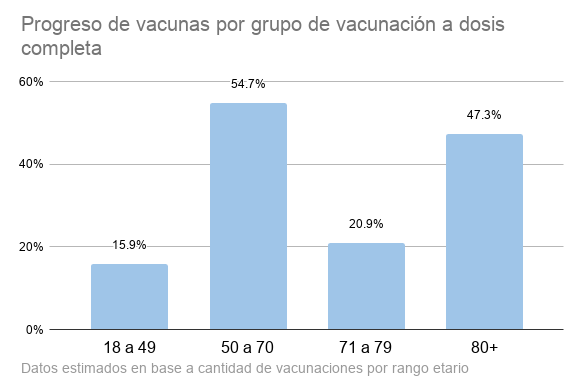 Progreso de vacunas por grupo de vacunación a dosis
completa
60%
54.7%
47.3%
40%
20.9%
20%
15.9%
0%
18 a 49
50 a 70
71 a 79
80+
Datos estimados en base a cantidad de vacunaciones por rango etario